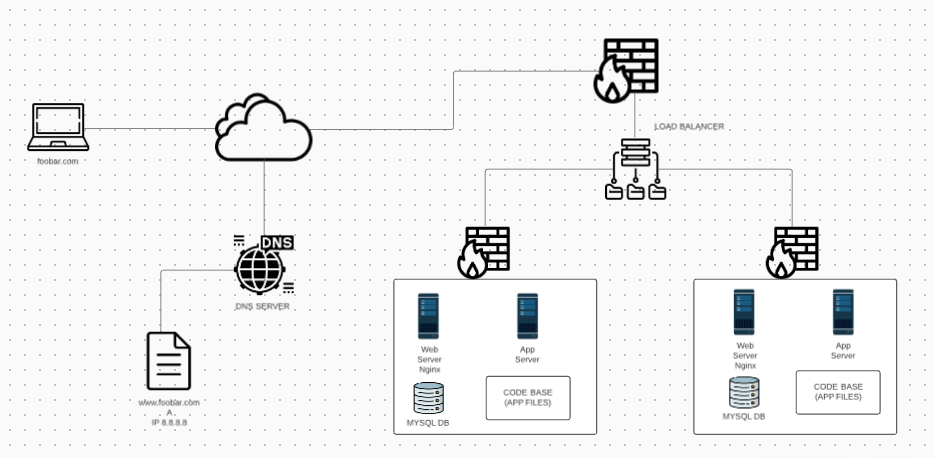 LOAD BALANCER
foobar.com
DNS
DNS SERVER
Web
Server
Nginx
App
Server
MYSQL DB
CODE BASE
(APP FILES)
Web
Server
Nginx
App
Server
MYSQL DB
CODE BASE
(APP FILES)
www.foobar.com
A .
IP 8.8.8.8